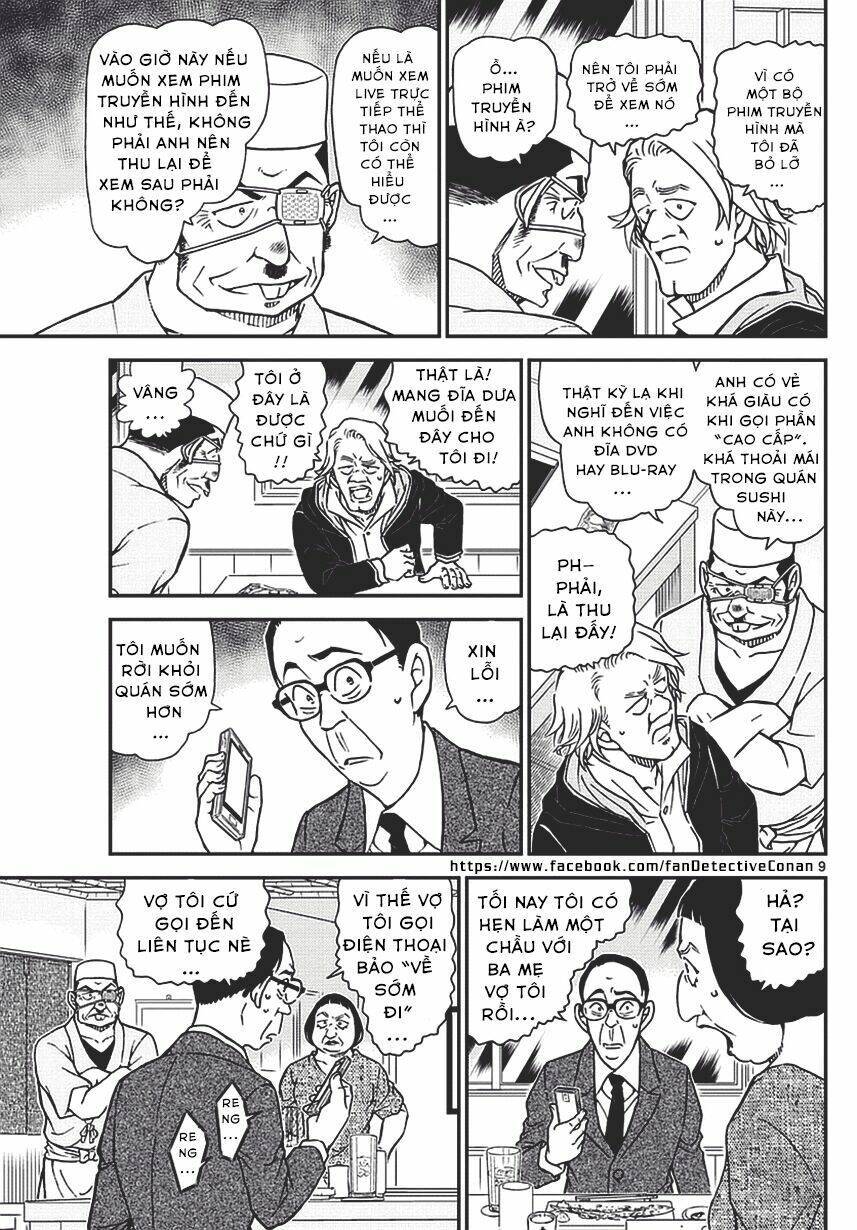 VÌ CÓ
MỘT BỘ
PHIM TRUYỀN
HÌNH MÀ
TÔI ĐÃ
BỎ LỠ
...
NÊN TÔI PHẢI
TRỞ VỀ SỚM
ĐỂ XEM NÓ
...
Ồ...
PHIM
TRUYỀN
HÌNH À?
NẾU LÀ
MUỐN XEM
LIVE TRỰC
TIẾP THỂ
THAO THÌ
TÔI CÒN
CÓ THỂ
HIỂU
ĐƯỢC
...
VÀO GIỜ NÀY NẾU
MUỐN XEM PHIM
TRUYỀN HÌNH ĐẾN
NHƯ THẾ, KHÔNG
PHẢI ANH NÊN
THU LẠI ĐỂ
XEM SAU PHẢI
KHÔNG?
ANH CÓ VẺ
KHÁ GIÀU CÓ
KHI GỌI PHẦN
“CAO CẤP”.
KHÁ THOẢI MÁI
TRONG QUÁN
SUSHI
NÀY...
THẬT KỲ LẠ KHI
NGHĨ ĐẾN VIỆC
ANH KHÔNG CÓ
ĐĨA DVD
HAY BLU-RAY
...
PH-
PHẢI,
LÀ THU
LẠI ĐẤY!
THẬT LÀ!
MANG ĐĨA DƯA
MUỐI ĐẾN
ĐÂY CHO
TÔI ĐI!
TÔI Ở
ĐÂY LÀ
ĐƯỢC
CHỨ GÌ
!!
VÂNG
...
XIN
LỖI
...
TÔI MUỐN
RỜI KHỎI
QUÁN SỚM
HƠN
...
https://www.facebook.com/fanDetectiveConan 9
HẢ?
TẠI
SAO?
TỐI NAY TÔI CÓ
HẸN LÀM MỘT
CHẦU VỚI
BA MẸ
VỢ TÔI
RỒI...
VÌ THẾ VỢ
TÔI GỌI
ĐIỆN THOẠI
BẢO “VỀ
SỚM
ĐI”
...
VỢ TÔI CỨ
GỌI ĐẾN
LIÊN TỤC NÈ
...
RE
NG
...
RE
NG
...